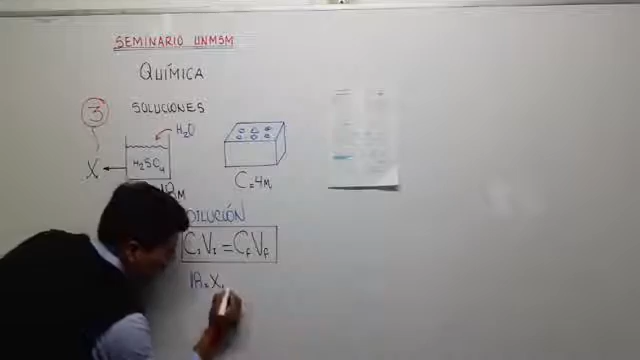 SEMINARIO UNMSM
QUÍMICA
3
SOLUCIONES
H₂O
H₂SO₄
X
C=4M
DILUCIÓN
C₁V₁=CfVf